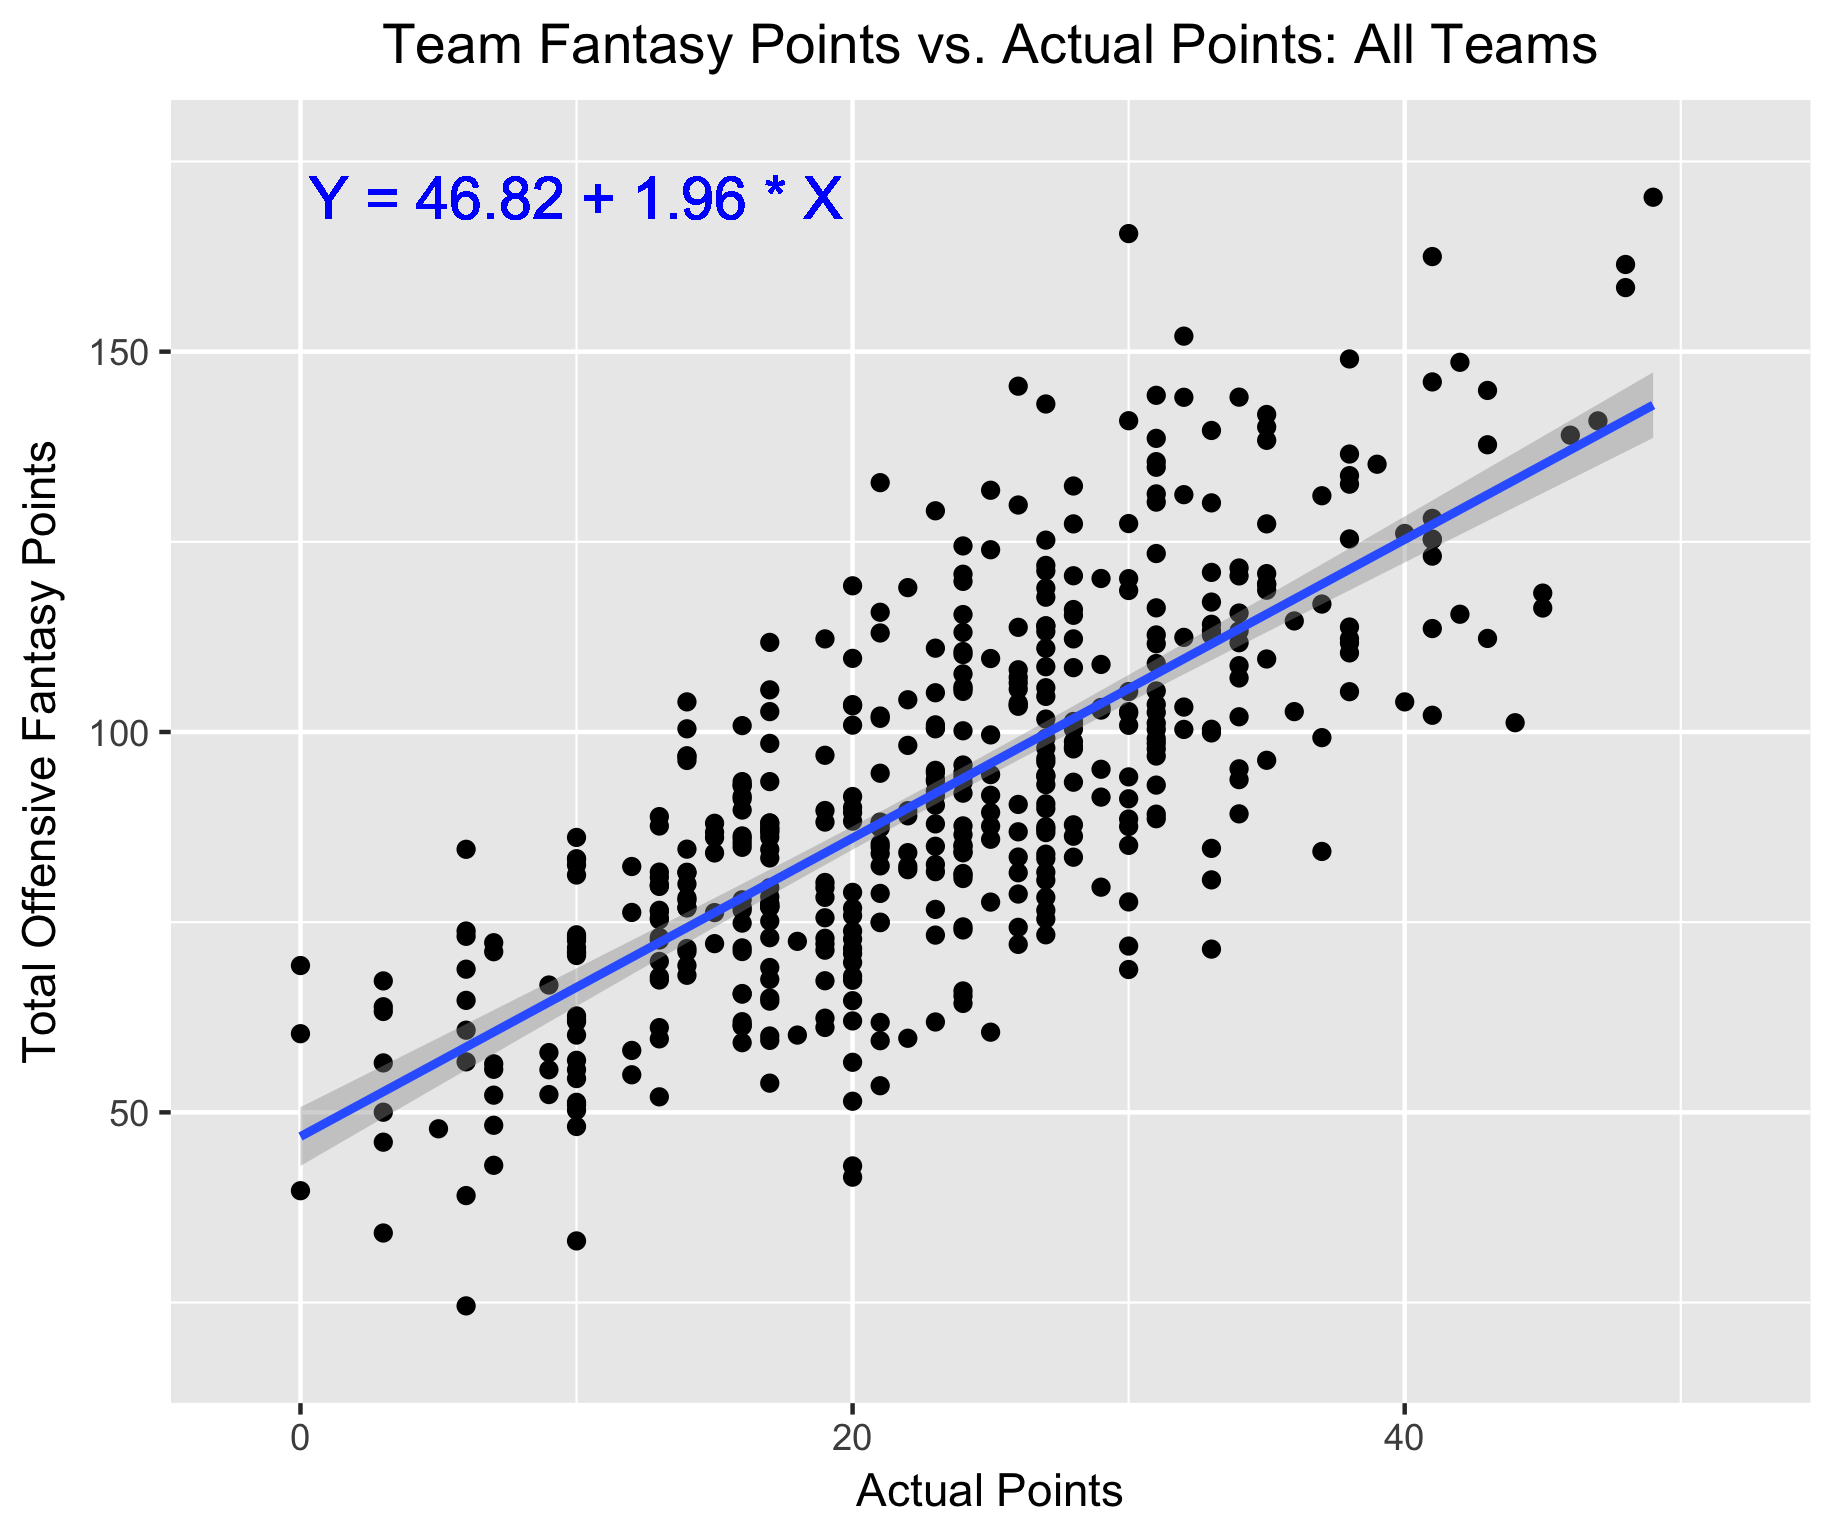 Team Fantasy Points vs. Actual Points: All Teams
Y = 46.82 + 1.96 * X
Total Offensive Fantasy Points
150
100
50
0
20
40
Actual Points